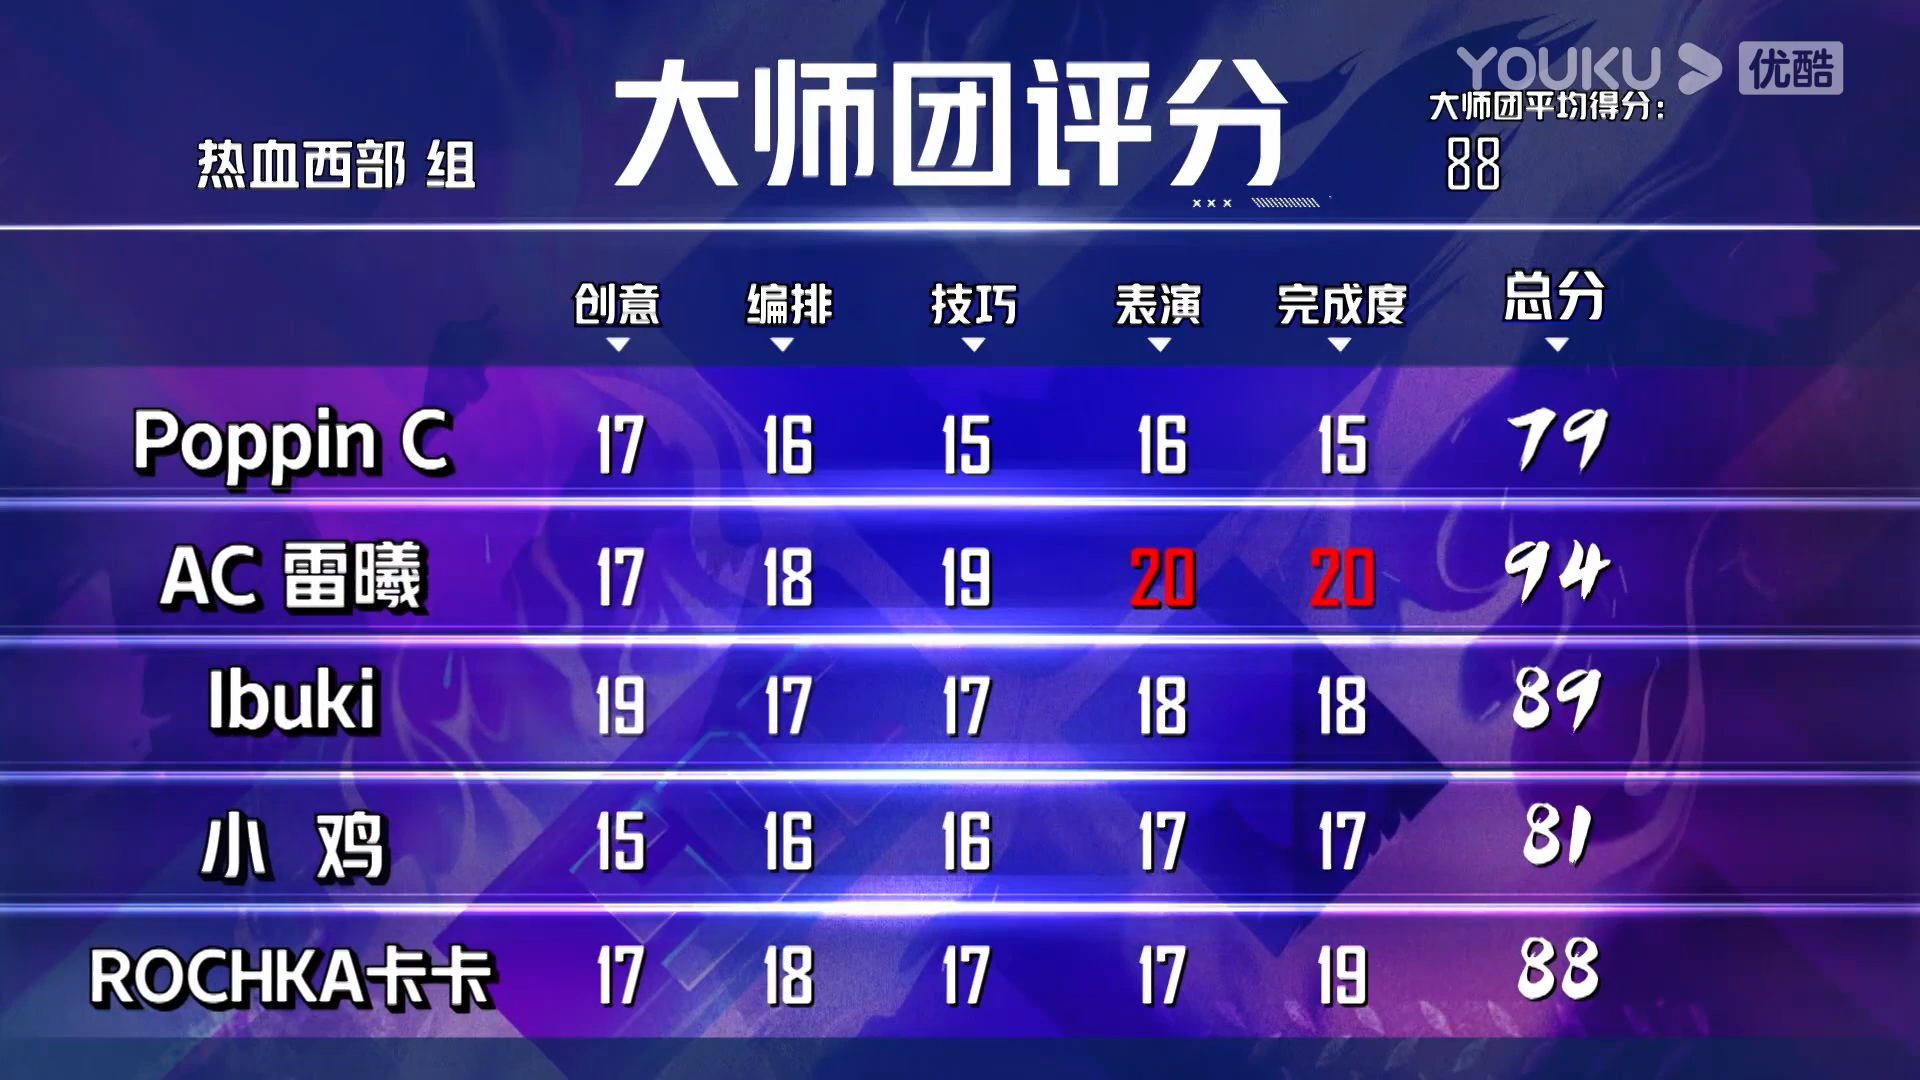 YOUKU 优酷
大师团评分
大师团平均得分:
88
热血西部 组
创意 编排 技巧 表演 完成度 总分
Poppin C 17 16 15 16 15 79
AC 雷曦 17 18 19 20 20 94
Ibuki 19 17 17 18 18 89
小 鸡 15 16 16 17 17 81
ROCHKA卡卡 17 18 17 17 19 88